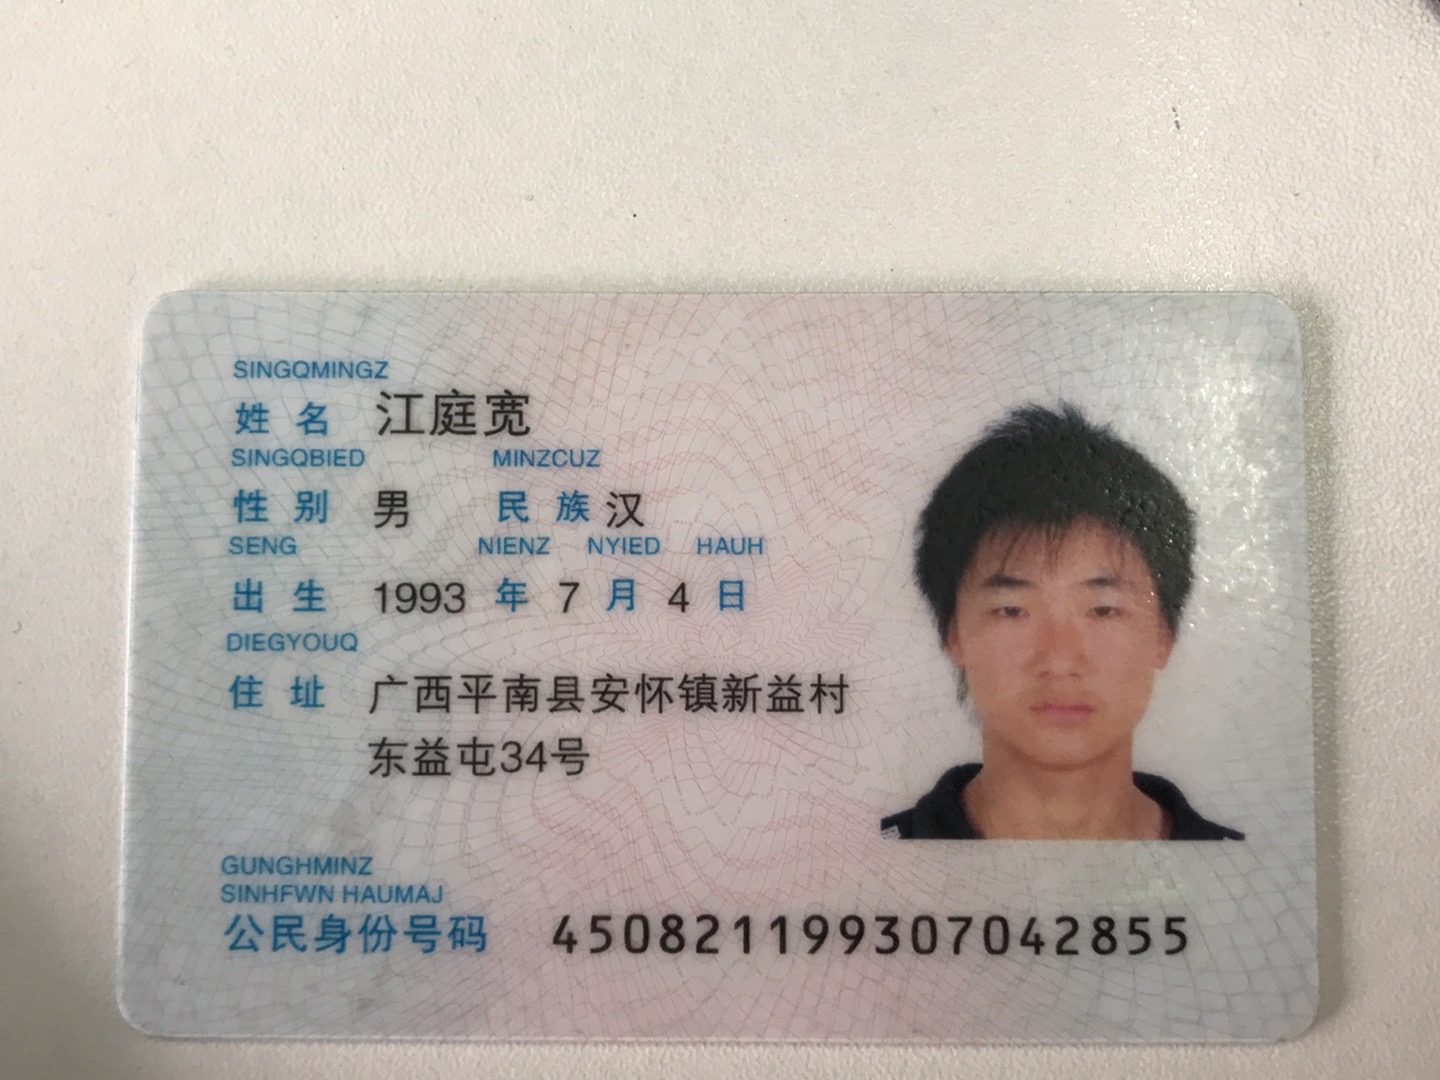 SINGQMINGZ
姓名 江庭宽
SINGQBIED MINZCUZ
性别 男 民族 汉
SENG NIENZ NYIED HAUH
出生 1993 年 7 月 4 日
DIEGYOUQ
住址 广西平南县安怀镇新益村
东益屯34号
GUNGHMINZ
SINHFWN HAUMAJ
公民身份号码 450821199307042855